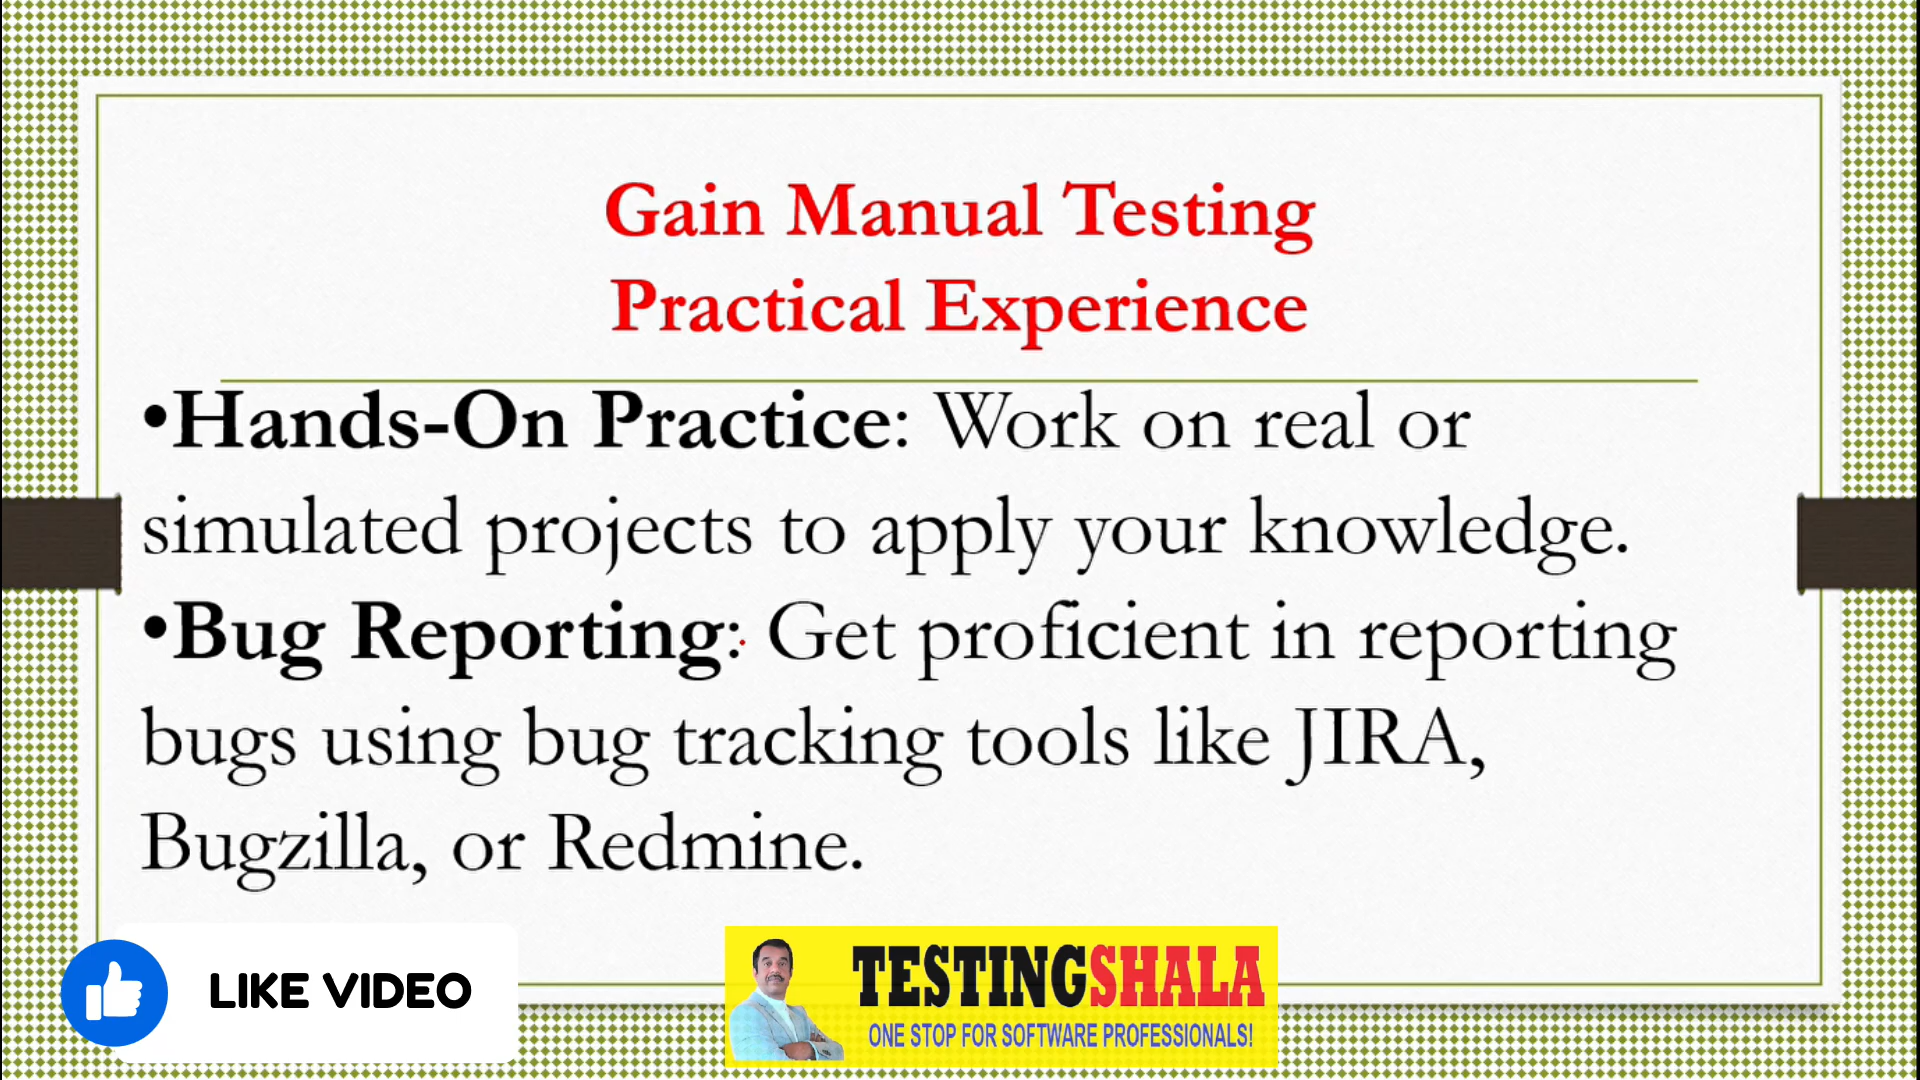 Gain Manual Testing
Practical Experience
•Hands-On Practice: Work on real or
simulated projects to apply your knowledge.
•Bug Reporting: Get proficient in reporting
bugs using bug tracking tools like JIRA,
Bugzilla, or Redmine.
LIKE VIDEO
TESTINGSHALA
ONE STOP FOR SOFTWARE PROFESSIONALS!